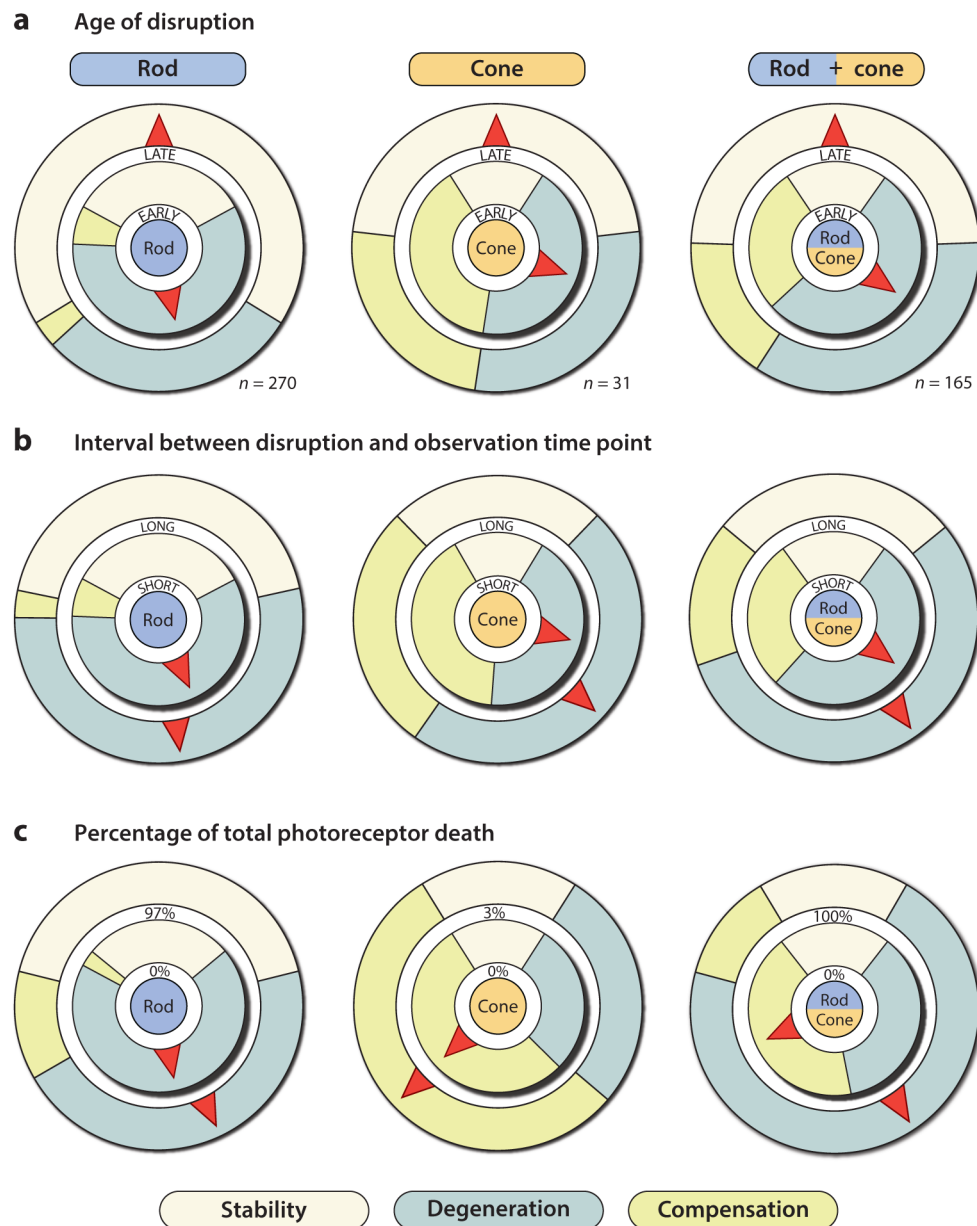 a Age of disruption
Rod
Cone
Rod + cone
LATE
EARLY
Rod
n = 270
LATE
EARLY
Cone
n = 31
LATE
EARLY
Rod
Cone
n = 165
b Interval between disruption and observation time point
LONG
SHORT
Rod
LONG
SHORT
Cone
LONG
SHORT
Rod
Cone
c Percentage of total photoreceptor death
97%
0%
Rod
3%
0%
Cone
100%
0%
Rod
Cone
Stability
Degeneration
Compensation